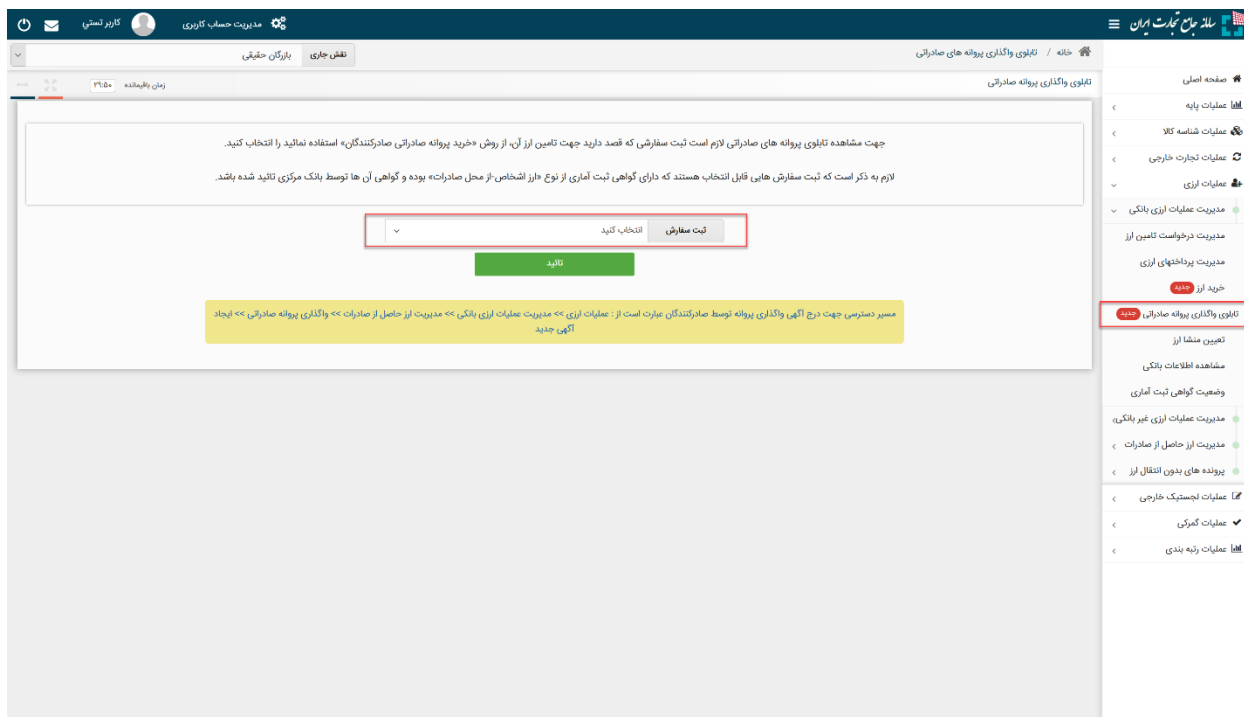 سامانه جامع تجارت ایران
مدیریت حساب کاربری
کاربر تستي
خانه / تابلوی واگذاری پروانه های صادراتی
نقش جاری
بازرگان حقیقی
تابلوی واگذاری پروانه صادراتی
زمان باقیمانده
۲۹:۵۰
صفحه اصلی
عملیات پایه
عملیات شناسه کالا
عملیات تجارت خارجی
عملیات ارزی
مدیریت عملیات ارزی بانکی
مدیریت درخواست تامین ارز
مدیریت پرداختهای ارزی
خرید ارز جدید
تابلوی واگذاری پروانه صادراتی جدید
تعیین منشا ارز
مشاهده اطلاعات بانکی
وضعیت گواهی ثبت آماری
مدیریت عملیات ارزی غیر بانکی
مدیریت ارز حاصل از صادرات
پرونده های بدون انتقال ارز
عملیات لجستیک خارجی
عملیات گمرکی
عملیات رتبه بندی
جهت مشاهده تابلوی پروانه های صادراتی لازم است ثبت سفارشی که قصد دارید جهت تامین ارز آن، از روش «خرید پروانه صادراتی صادرکنندگان» استفاده نمائید را انتخاب کنید.
لازم به ذکر است که ثبت سفارش هایی قابل انتخاب هستند که دارای گواهی ثبت آماری از نوع «ارز اشخاص-از محل صادرات» بوده و گواهی آن ها توسط بانک مرکزی تائید شده باشد.
ثبت سفارش
انتخاب کنید
تائید
مسیر دسترسی جهت درج آگهی واگذاری پروانه توسط صادرکنندگان عبارت است از : عملیات ارزی >> مدیریت عملیات ارزی بانکی >> مدیریت ارز حاصل از صادرات >> واگذاری پروانه صادراتی >> ایجاد
آگهی جدید